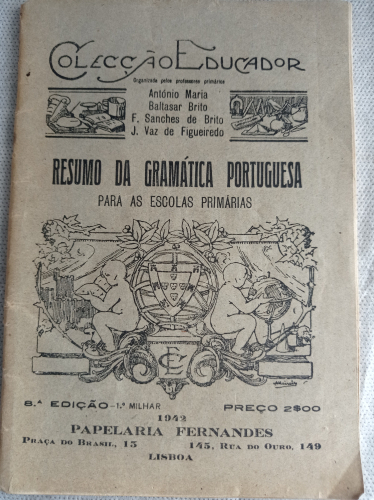 COLECÇÃO EDUCADOR
Organizada pelos professores primários
António Maria
Baltasar Brito
F. Sanches de Brito
J. Vaz de Figueiredo
RESUMO DA GRAMÁTICA PORTUGUESA
PARA AS ESCOLAS PRIMÁRIAS
CE
8.ª EDIÇÃO - 1.º MILHAR PREÇO 2$00
1942
PAPELARIA FERNANDES
PRAÇA DO BRASIL, 15 145, RUA DO OURO, 149
LISBOA